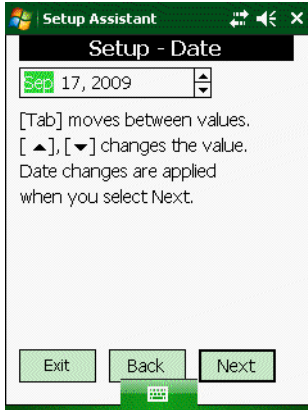 Setup Assistant
Setup - Date
Sep 17, 2009
[Tab] moves between values.
[ ▲], [ ▼] changes the value.
Date changes are applied
when you select Next.
Exit Back Next